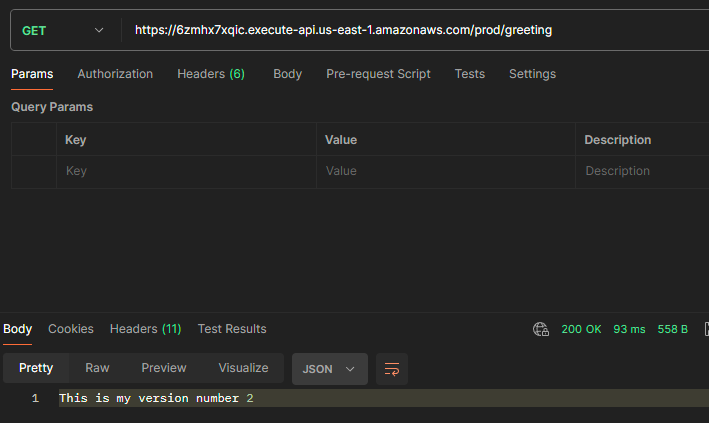 GET https://6zmhx7xqic.execute-api.us-east-1.amazonaws.com/prod/greeting
Params Authorization Headers (6) Body Pre-request Script Tests Settings
Query Params
Key Value Description
Key Value Description
Body Cookies Headers (11) Test Results 200 OK 93 ms 558 B
Pretty Raw Preview Visualize JSON
1 This is my version number 2